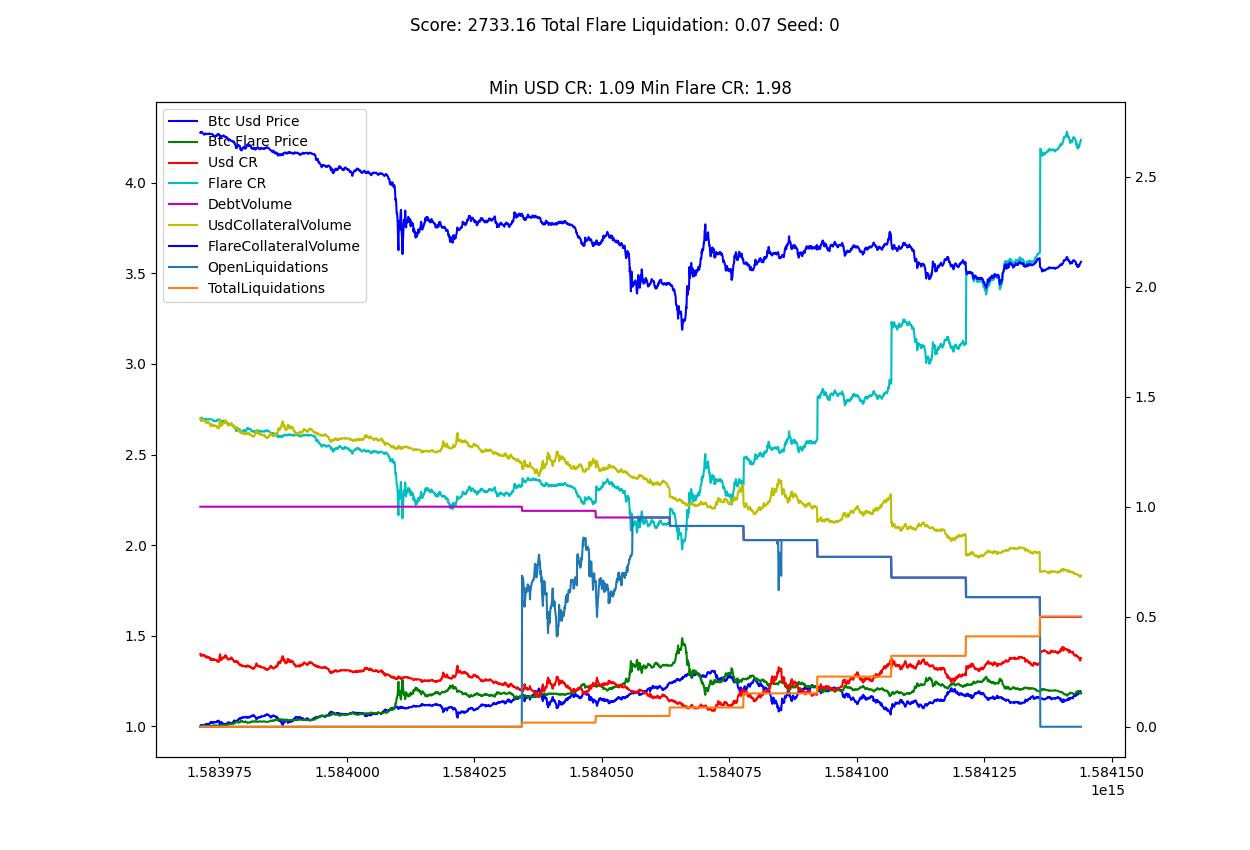 Score: 2733.16 Total Flare Liquidation: 0.07 Seed: 0
Min USD CR: 1.09 Min Flare CR: 1.98
Btc Usd Price
Btc Flare Price
Usd CR
Flare CR
DebtVolume
UsdCollateralVolume
FlareCollateralVolume
OpenLiquidations
TotalLiquidations
4.0
3.5
3.0
2.5
2.0
1.5
1.0
2.5
2.0
1.5
1.0
0.5
0.0
1.583975 1.584000 1.584025 1.584050 1.584075 1.584100 1.584125 1.584150
1e15